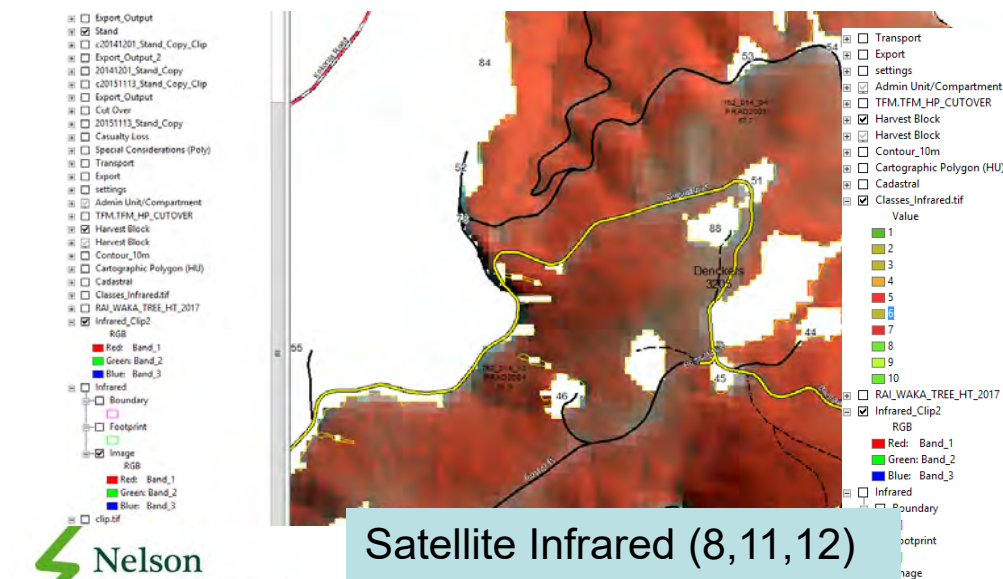 Export_Output
Stand
c20141201_Stand_Copy_Clip
Export_Output_2
20141201_Stand_Copy
c20151113_Stand_Copy_Clip
Export_Output
Cut Over
20151113_Stand_Copy
Casualty Loss
Special Considerations (Poly)
Transport
Export
settings
Admin Unit/Compartment
TFM.TFM_HP_CUTOVER
Harvest Block
Harvest Block
Contour_10m
Cartographic Polygon (HU)
Cadastral
Classes_Infrared.tif
RAI_WAKA_TREE_HT_2017
Infrared_Clip2
RGB
Red: Band_1
Green: Band_2
Blue: Band_3
Infrared
Boundary
Footprint
Image
RGB
Red: Band_1
Green: Band_2
Blue: Band_3
clip.tif
Nelson
84
53
54
52
51
88
55
44
45
46
Satellite Infrared (8,11,12)
Transport
Export
settings
Admin Unit/Compartment
TFM.TFM_HP_CUTOVER
Harvest Block
Harvest Block
Contour_10m
Cartographic Polygon (HU)
Cadastral
Classes_Infrared.tif
Value
1
2
3
4
5
6
7
8
9
10
RAI_WAKA_TREE_HT_2017
Infrared_Clip2
RGB
Red: Band_1
Green: Band_2
Blue: Band_3
Infrared
Boundary
ootprint
nage